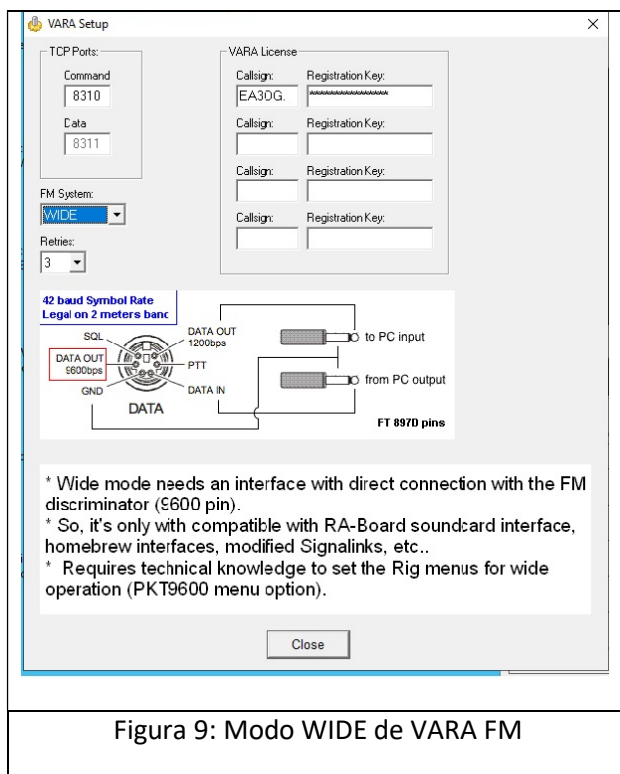 VARA Setup
TCP Ports:
Command
8310
Data
8311
FM System:
WIDE
Retries:
3
VARA License
Callsign: Registration Key:
EA3OG. ****************
Callsign: Registration Key:
Callsign: Registration Key:
Callsign: Registration Key:
42 baud Symbol Rate
Legal on 2 meters band
SQL
DATA OUT
1200bps
DATA OUT
9600bps
PTT
GND
DATA IN
DATA
to PC input
from PC output
FT 897D pins
* Wide mode needs an interface with direct connection with the FM
discriminator (9600 pin).
* So, it's only with compatible with RA-Board soundcard interface,
homebrew interfaces, modified Signalinks, etc..
* Requires technical knowledge to set the Rig menus for wide
operation (PKT9600 menu option).
Close
Figura 9: Modo WIDE de VARA FM